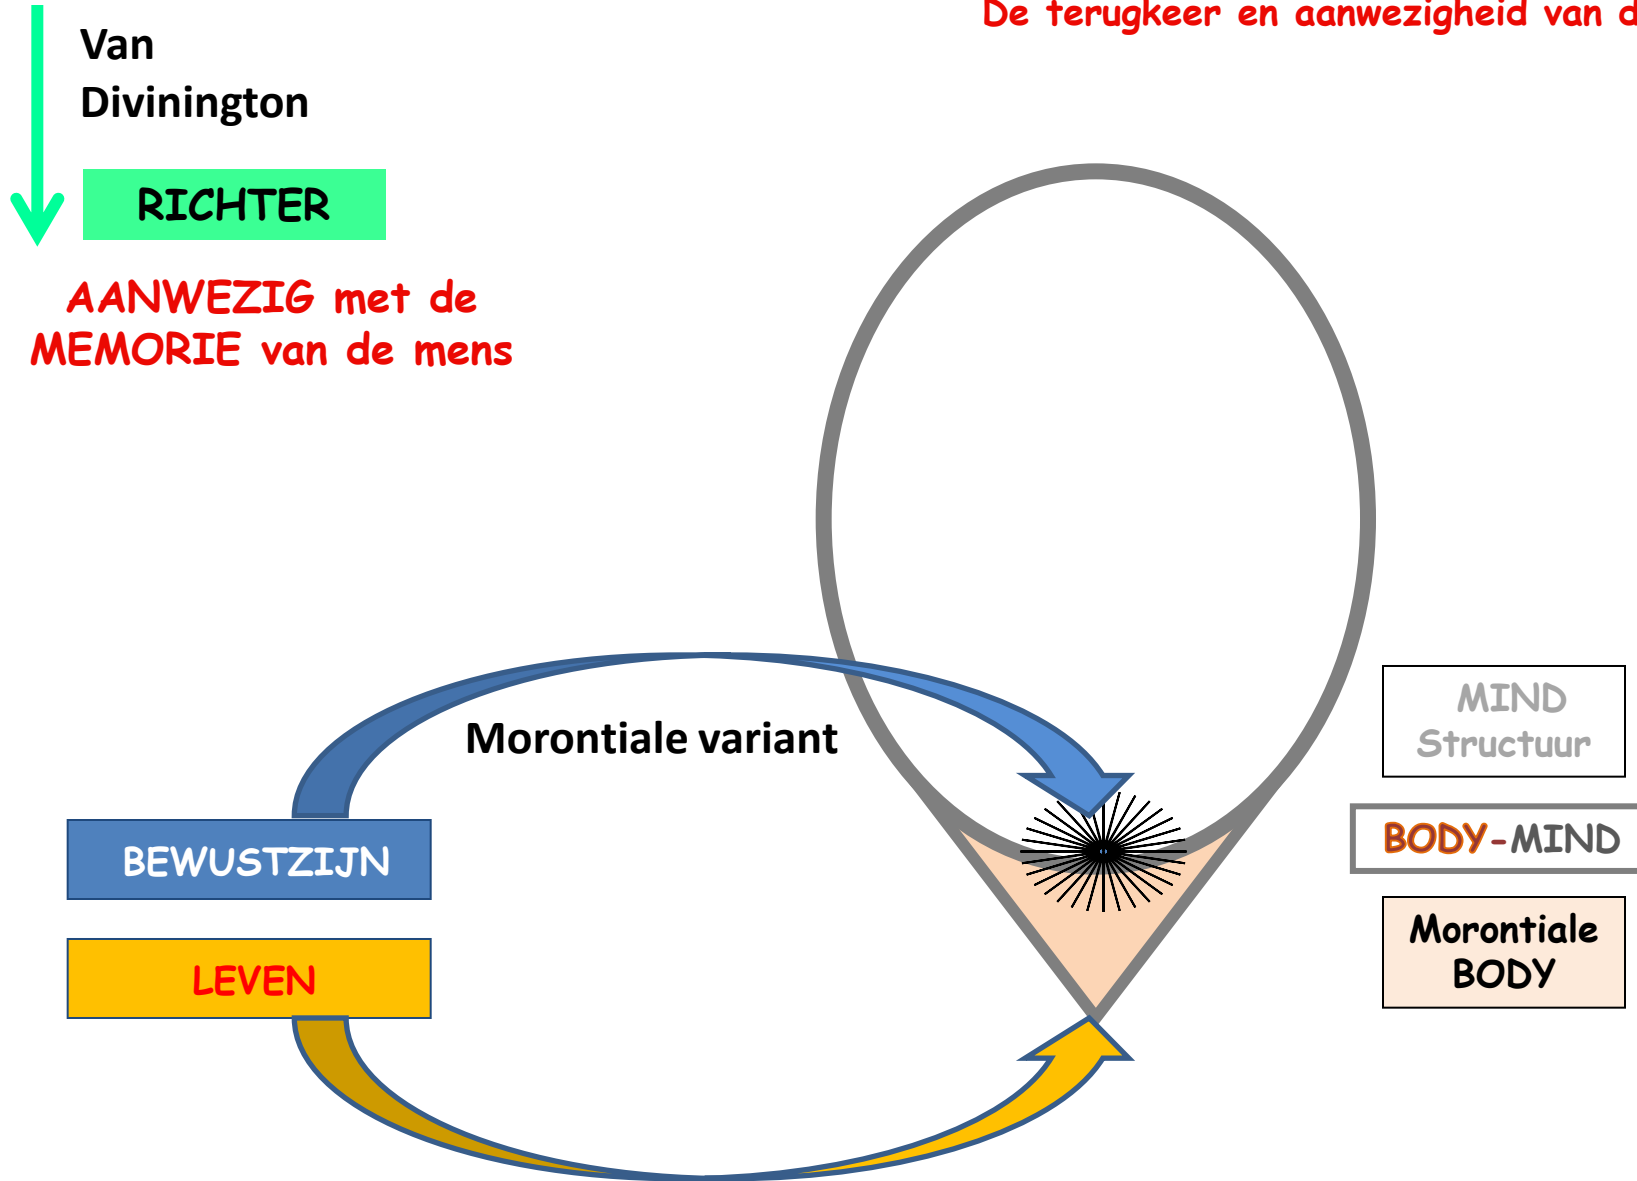 De terugkeer en aanwezigheid van d
Van
Divinington
RICHTER
AANWEZIG met de
MEMORIE van de mens
Morontiale variant
MIND
Structuur
BEWUSTZIJN
BODY-MIND
LEVEN
Morontiale
BODY